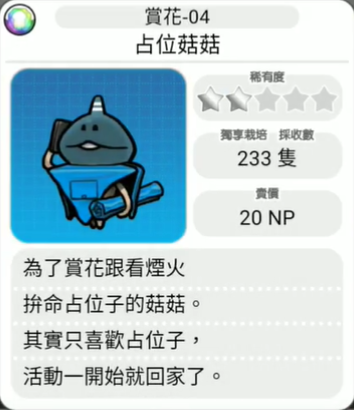 賞花-04
占位菇菇
稀有度
獨享栽培 採收數
233 隻
賣價
20 NP
為了賞花跟看煙火
拚命占位子的菇菇。
其實只喜歡占位子，
活動一開始就回家了。